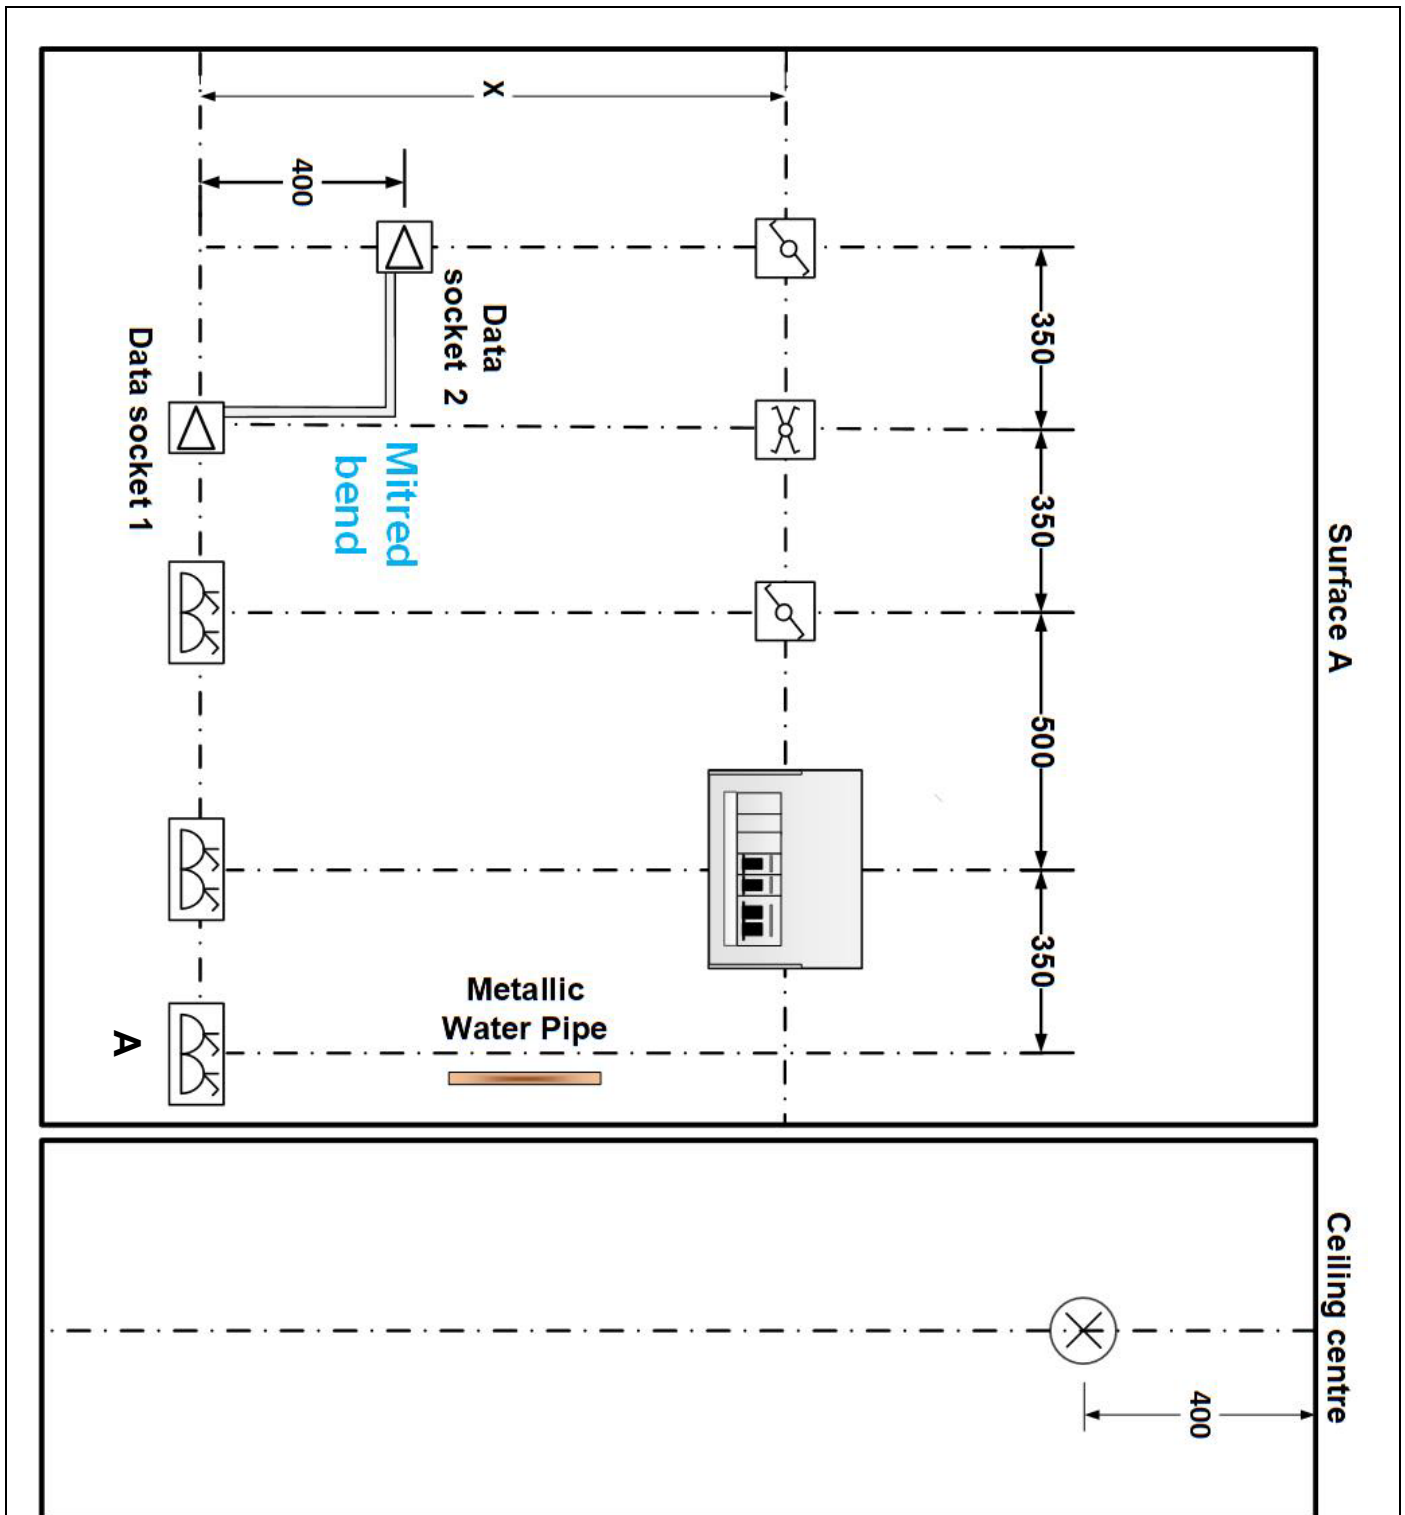 Surface A
350
350
500
350
X
400
Data
socket 2
Data socket 1
Mitred
bend
Metallic
Water Pipe
A
Ceiling centre
400